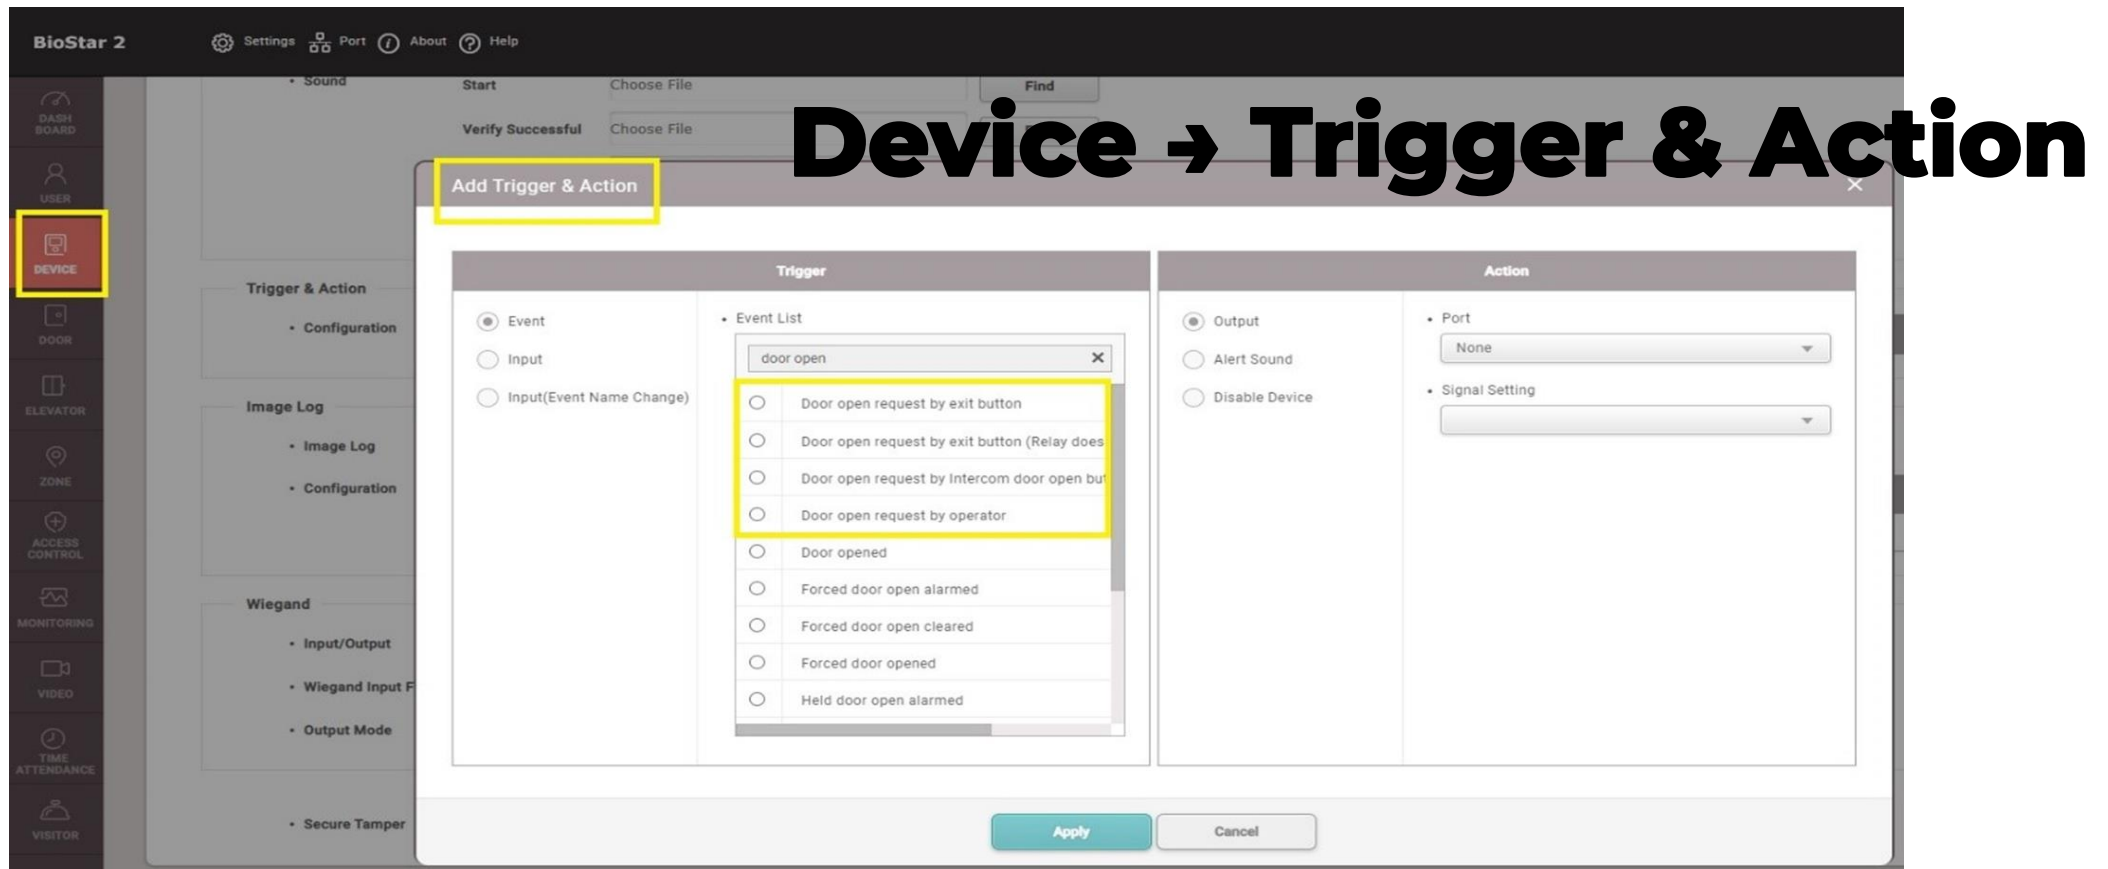 BioStar 2
Settings Port About Help
Device → Trigger & Action
DASH
BOARD
USER
DEVICE
DOOR
ELEVATOR
ZONE
ACCESS
CONTROL
MONITORING
VIDEO
TIME
ATTENDANCE
VISITOR
• Sound
Start Choose File Find
Verify Successful Choose File
Trigger & Action
• Configuration
Image Log
• Image Log
• Configuration
Wiegand
• Input/Output
• Wiegand Input F
• Output Mode
• Secure Tamper
Add Trigger & Action
Trigger
Event
Input
Input(Event Name Change)
• Event List
door open
Door open request by exit button
Door open request by exit button (Relay does
Door open request by Intercom door open but
Door open request by operator
Door opened
Forced door open alarmed
Forced door open cleared
Forced door opened
Held door open alarmed
Action
Output
Alert Sound
Disable Device
• Port
None
• Signal Setting
Apply Cancel